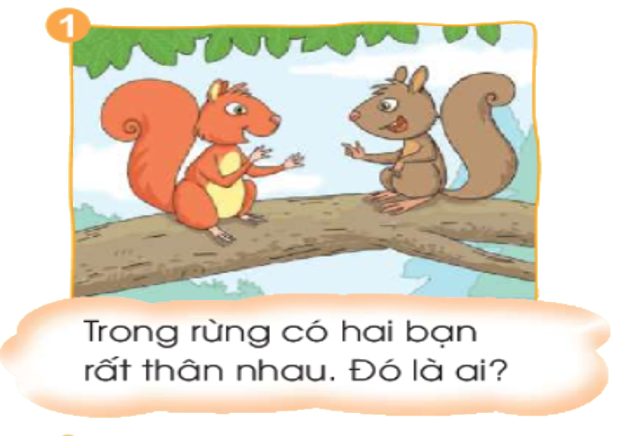 1
Trong rừng có hai bạn
rất thân nhau. Đó là ai?